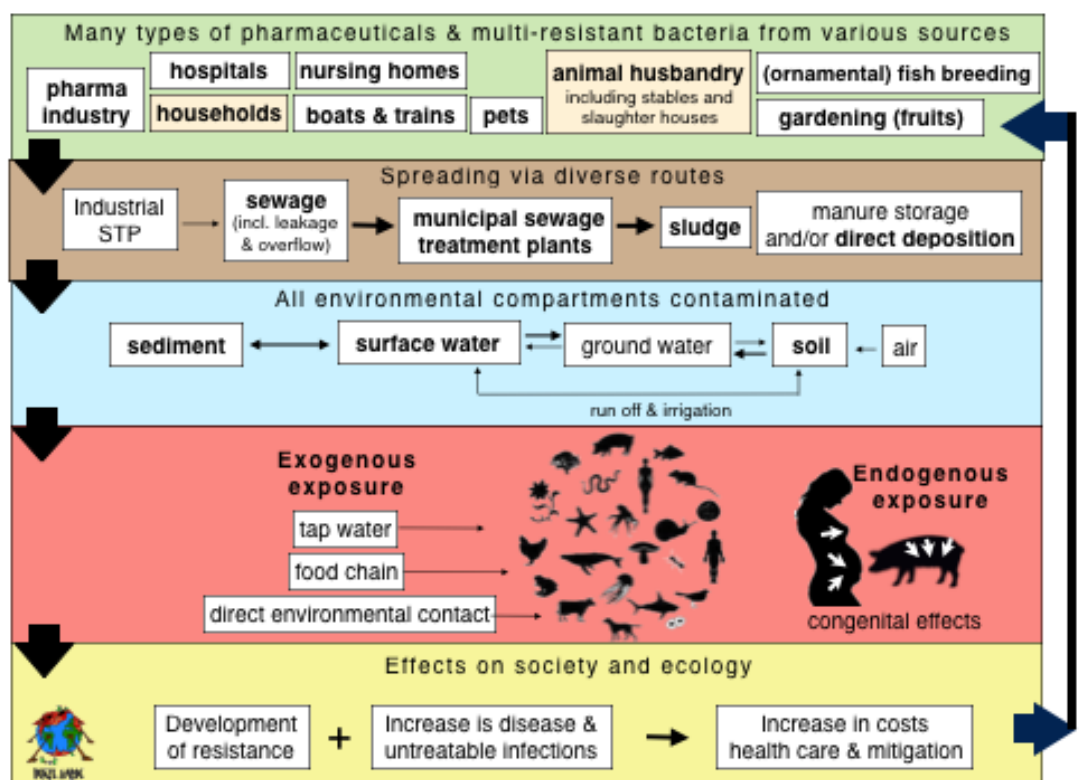 Many types of pharmaceuticals & multi-resistant bacteria from various sources
pharma
industry
hospitals
households
nursing homes
boats & trains
pets
animal husbandry
including stables and
slaughter houses
(ornamental) fish breeding
gardening (fruits)
Spreading via diverse routes
Industrial
STP
sewage
(incl. leakage
& overflow)
municipal sewage
treatment plants
sludge
manure storage
and/or direct deposition
All environmental compartments contaminated
sediment
surface water
ground water
soil
air
run off & irrigation
Exogenous
exposure
tap water
food chain
direct environmental contact
Endogenous
exposure
congenital effects
Effects on society and ecology
Development
of resistance
+
Increase is disease &
untreatable infections
Increase in costs
health care & mitigation